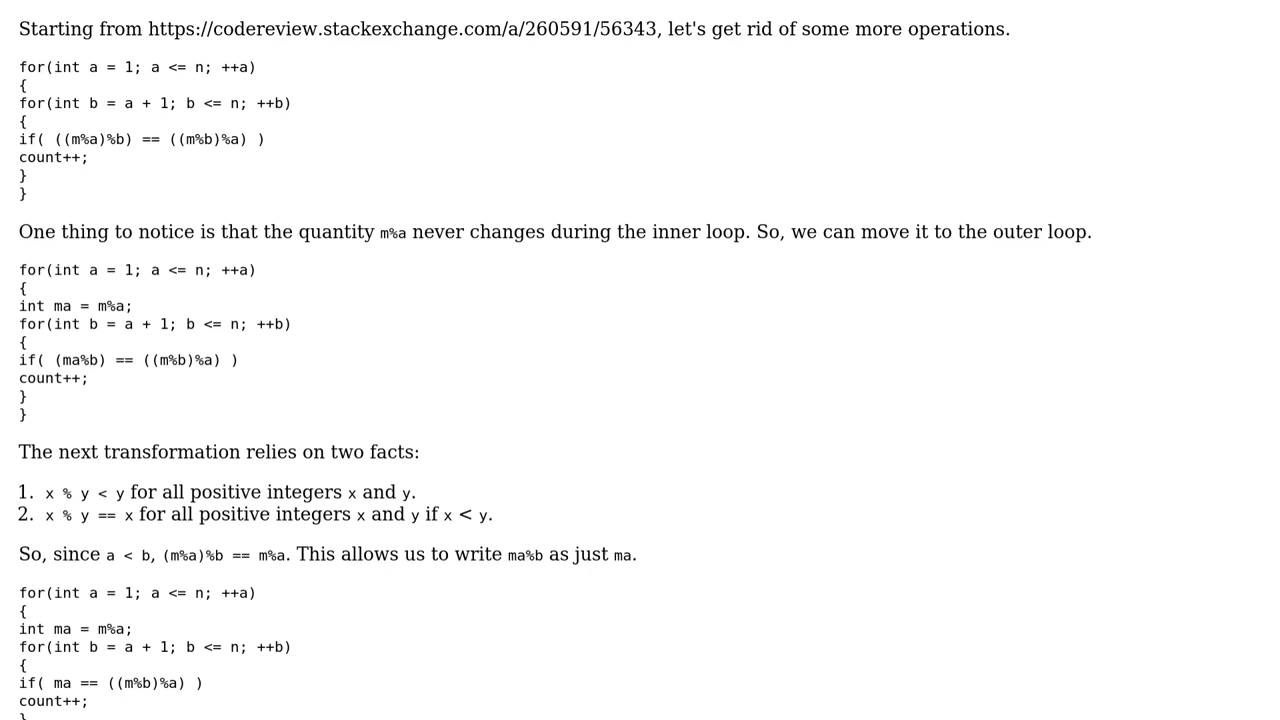 Starting from https://codereview.stackexchange.com/a/260591/56343, let's get rid of some more operations.
for(int a = 1; a <= n; ++a)
{
for(int b = a + 1; b <= n; ++b)
{
if( ((m%a)%b) == ((m%b)%a) )
count++;
}
}
One thing to notice is that the quantity m%a never changes during the inner loop. So, we can move it to the outer loop.
for(int a = 1; a <= n; ++a)
{
int ma = m%a;
for(int b = a + 1; b <= n; ++b)
{
if( (ma%b) == ((m%b)%a) )
count++;
}
}
The next transformation relies on two facts:
1. x % y < y for all positive integers x and y.
2. x % y == x for all positive integers x and y if x < y.
So, since a < b, (m%a)%b == m%a. This allows us to write ma%b as just ma.
for(int a = 1; a <= n; ++a)
{
int ma = m%a;
for(int b = a + 1; b <= n; ++b)
{
if( ma == ((m%b)%a) )
count++;
}